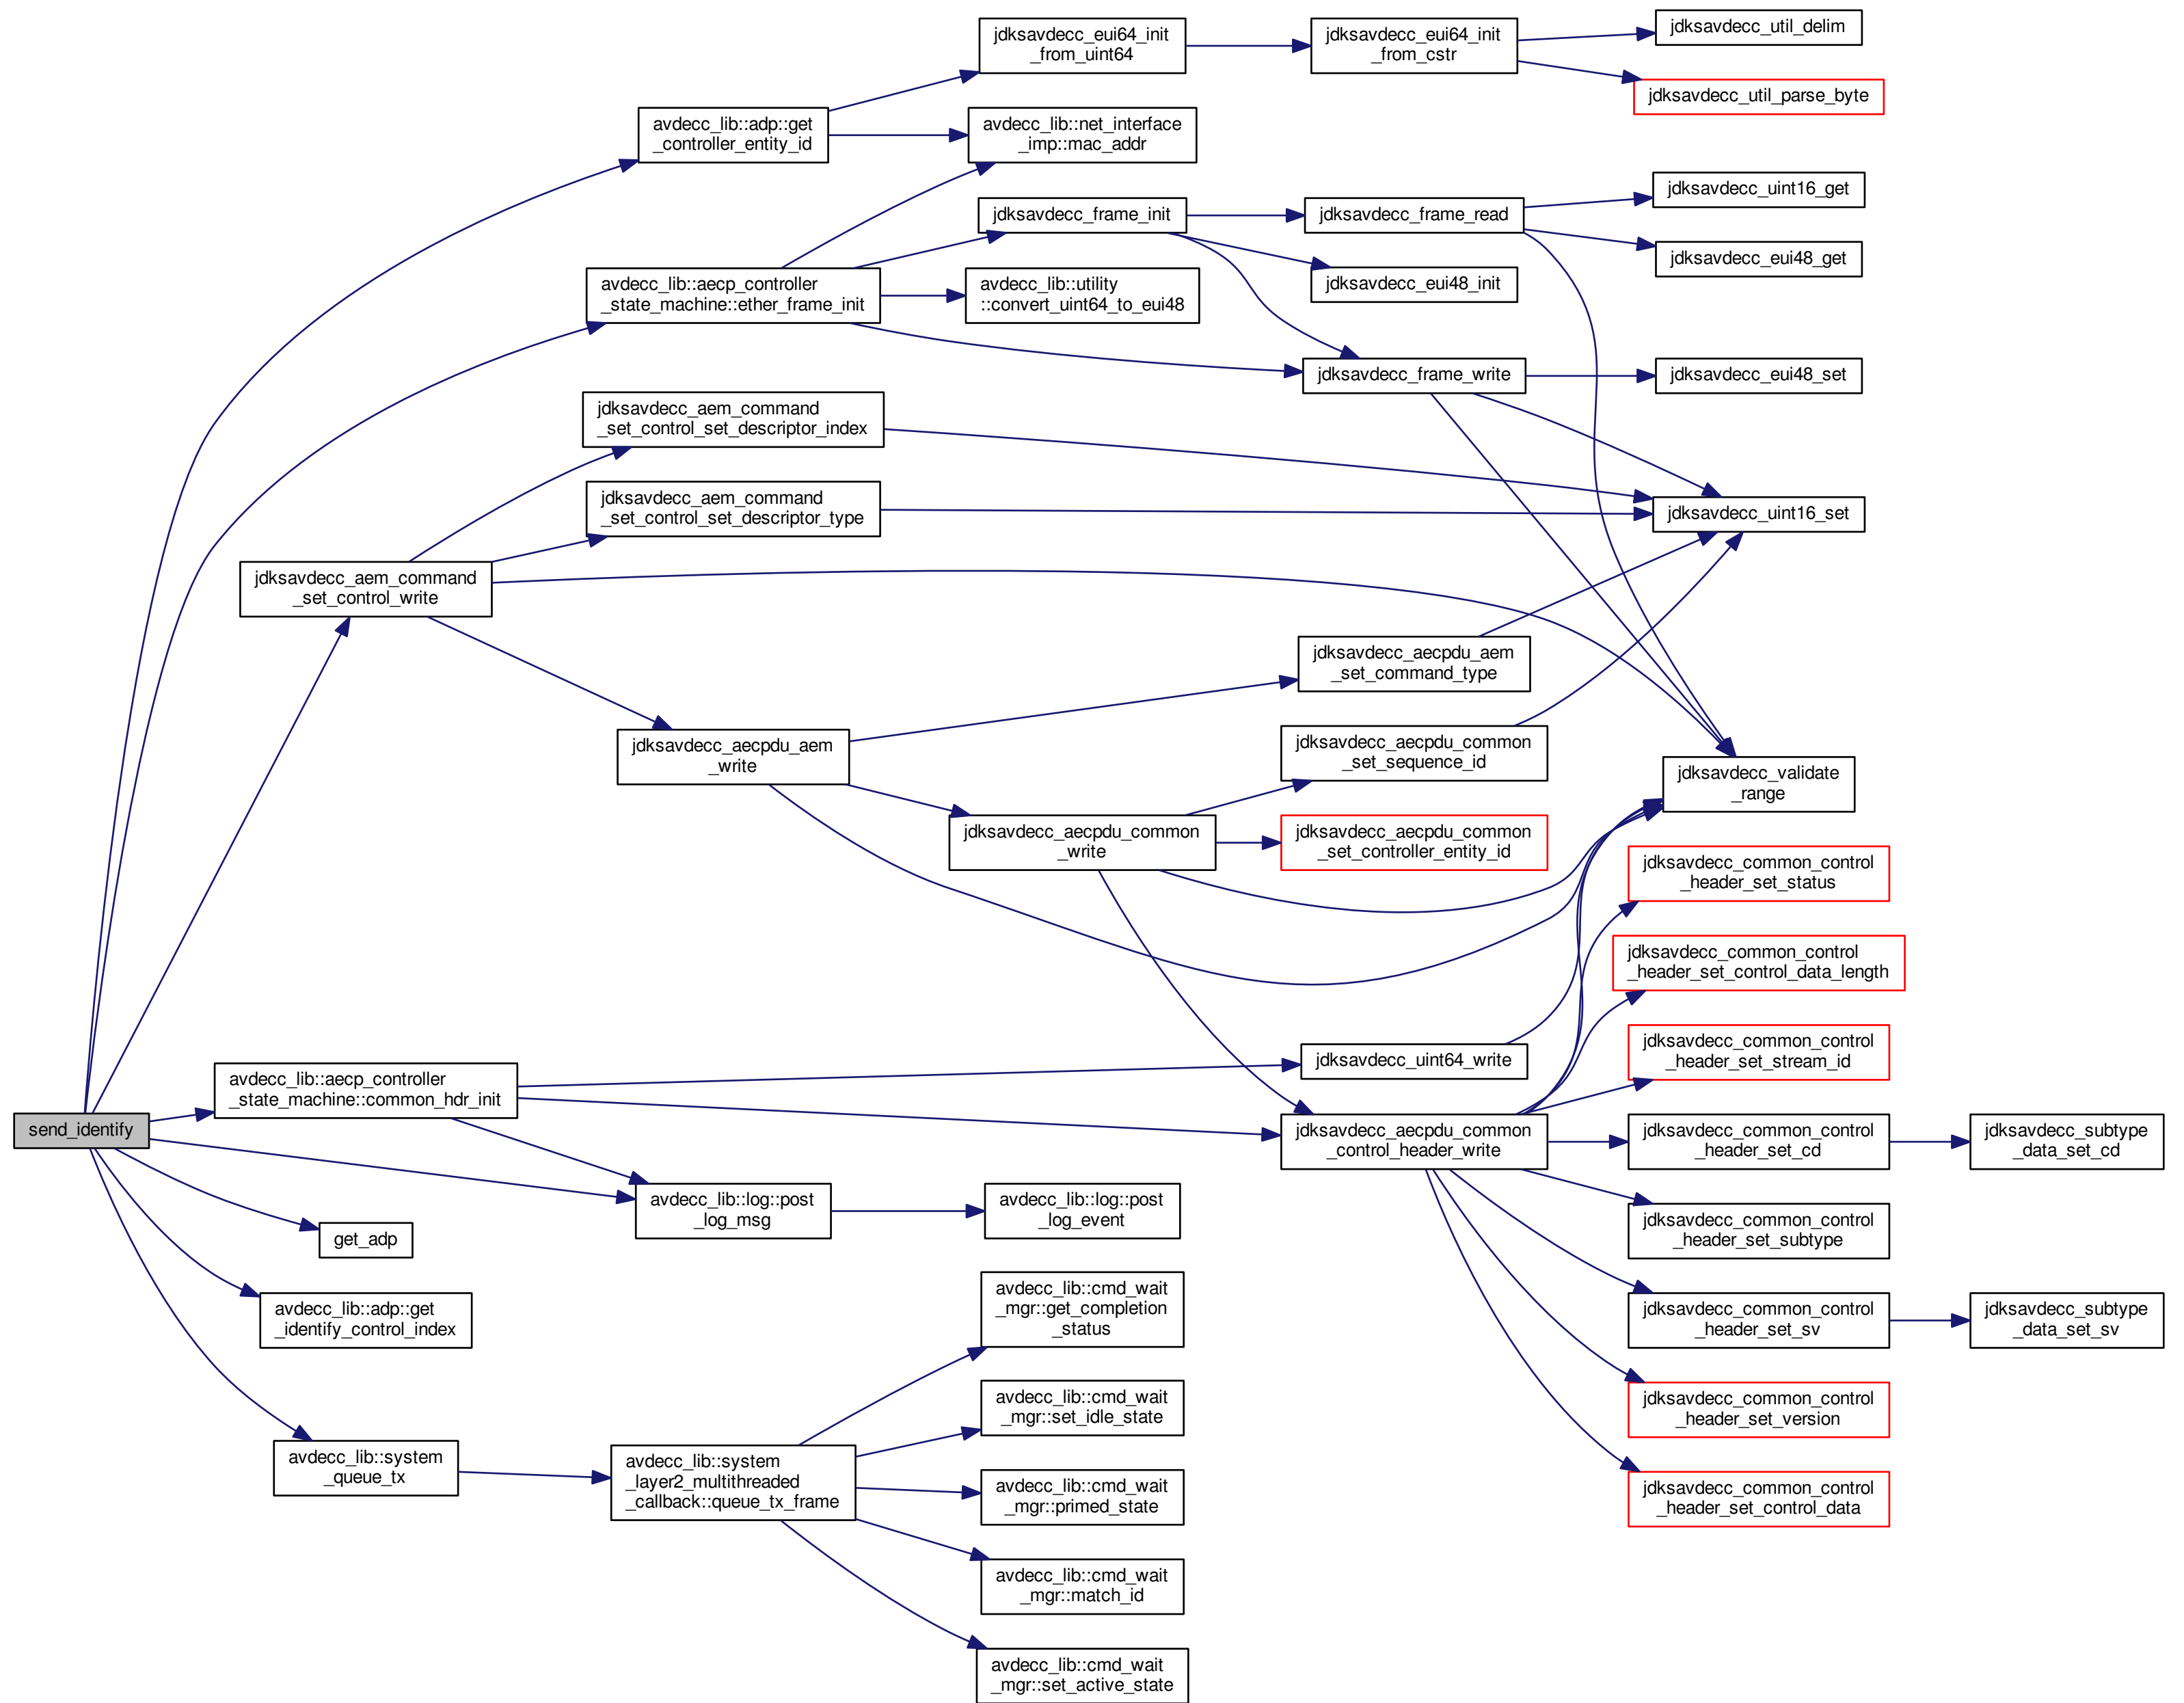 send_identify
avdecc_lib::adp::get
_controller_entity_id
jdksavdecc_eui64_init
_from_uint64
jdksavdecc_eui64_init
_from_cstr
jdksavdecc_util_delim
jdksavdecc_util_parse_byte
avdecc_lib::net_interface
_imp::mac_addr
avdecc_lib::aecp_controller
_state_machine::ether_frame_init
jdksavdecc_frame_init
jdksavdecc_frame_read
jdksavdecc_uint16_get
jdksavdecc_eui48_get
jdksavdecc_eui48_init
avdecc_lib::utility
::convert_uint64_to_eui48
jdksavdecc_frame_write
jdksavdecc_eui48_set
jdksavdecc_aem_command
_set_control_set_descriptor_index
jdksavdecc_aem_command
_set_control_set_descriptor_type
jdksavdecc_uint16_set
jdksavdecc_aem_command
_set_control_write
jdksavdecc_aecpdu_aem
_set_command_type
jdksavdecc_aecpdu_aem
_write
jdksavdecc_aecpdu_common
_set_sequence_id
jdksavdecc_validate
_range
jdksavdecc_aecpdu_common
_write
jdksavdecc_aecpdu_common
_set_controller_entity_id
jdksavdecc_common_control
_header_set_status
jdksavdecc_common_control
_header_set_control_data_length
jdksavdecc_uint64_write
jdksavdecc_common_control
_header_set_stream_id
avdecc_lib::aecp_controller
_state_machine::common_hdr_init
jdksavdecc_aecpdu_common
_control_header_write
jdksavdecc_common_control
_header_set_cd
jdksavdecc_subtype
_data_set_cd
avdecc_lib::log::post
_log_msg
avdecc_lib::log::post
_log_event
jdksavdecc_common_control
_header_set_subtype
get_adp
avdecc_lib::adp::get
_identify_control_index
avdecc_lib::cmd_wait
_mgr::get_completion
_status
jdksavdecc_common_control
_header_set_sv
jdksavdecc_subtype
_data_set_sv
avdecc_lib::cmd_wait
_mgr::set_idle_state
jdksavdecc_common_control
_header_set_version
avdecc_lib::system
_queue_tx
avdecc_lib::system
_layer2_multithreaded
_callback::queue_tx_frame
avdecc_lib::cmd_wait
_mgr::primed_state
jdksavdecc_common_control
_header_set_control_data
avdecc_lib::cmd_wait
_mgr::match_id
avdecc_lib::cmd_wait
_mgr::set_active_state